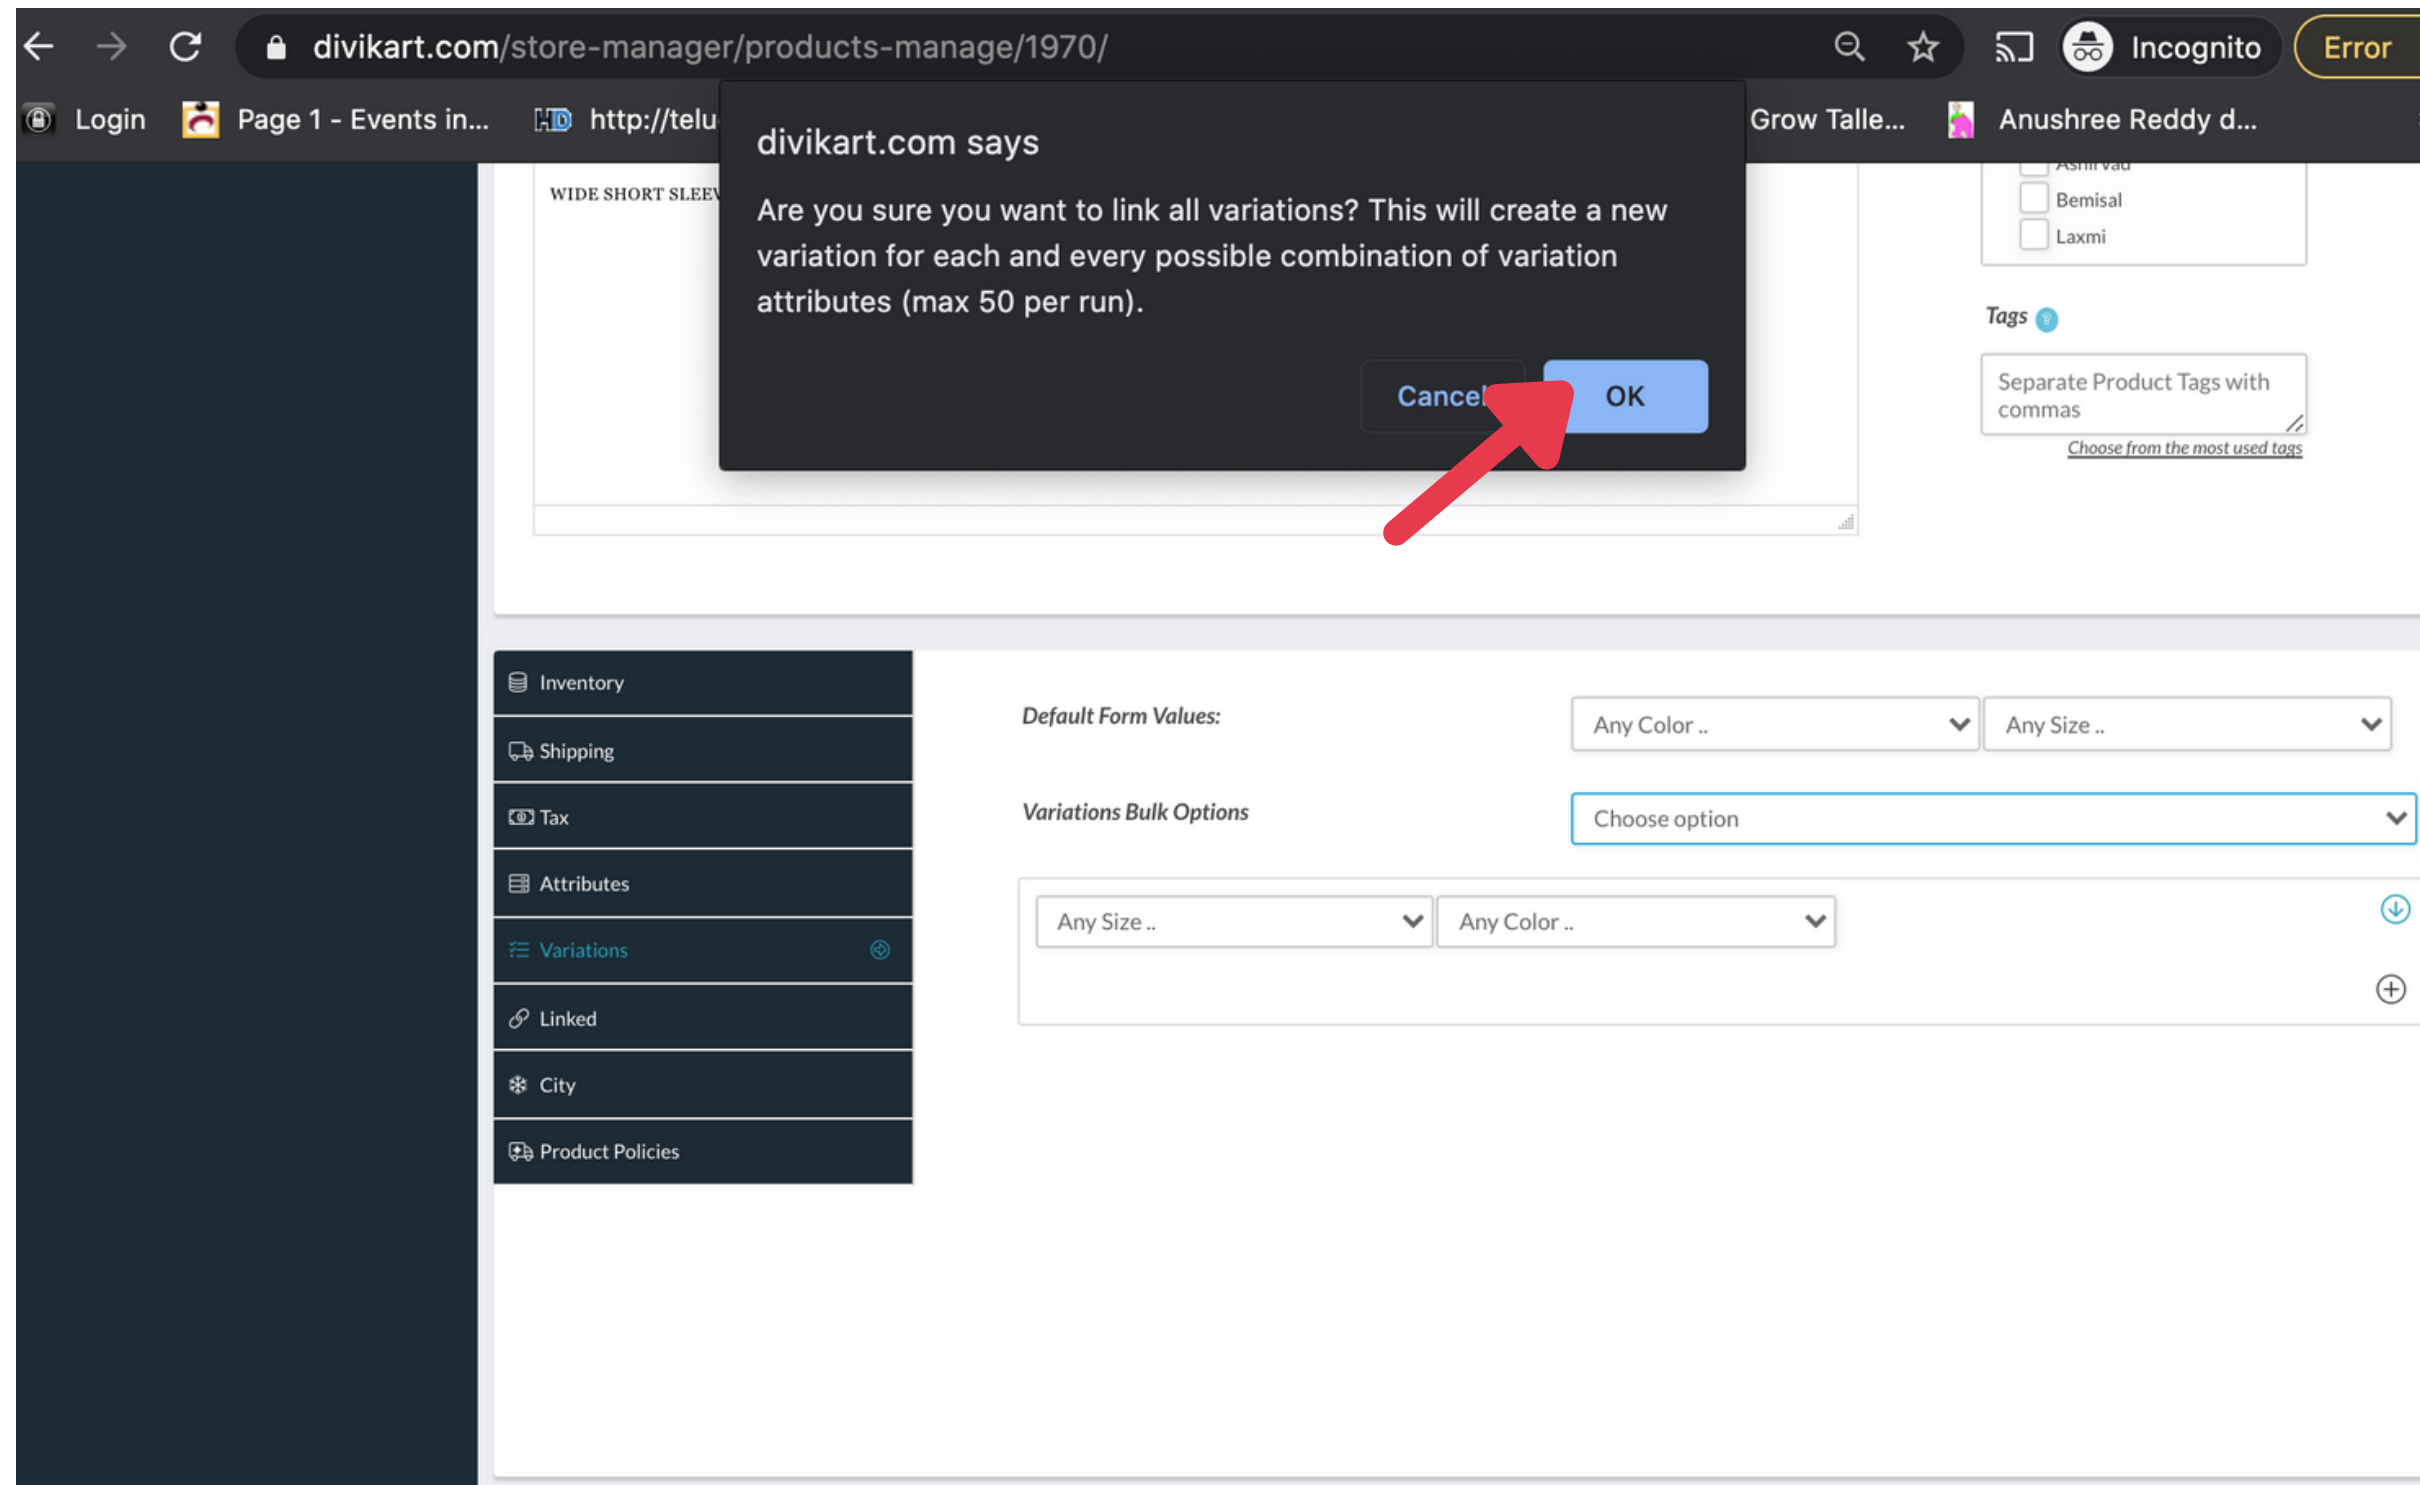 divikart.com/store-manager/products-manage/1970/
Incognito
Error
Login
Page 1 - Events in...
http://telu
Grow Talle...
Anushree Reddy d...
divikart.com says
Are you sure you want to link all variations? This will create a new
variation for each and every possible combination of variation
attributes (max 50 per run).
Cancel
OK
WIDE SHORT
Bemisal
Laxmi
Tags
Separate Product Tags with
commas
Choose from the most used tags
Inventory
Shipping
Tax
Attributes
Variations
Linked
City
Product Policies
Default Form Values:
Any Color ..
Any Size ..
Variations Bulk Options
Choose option
Any Size ..
Any Color ..